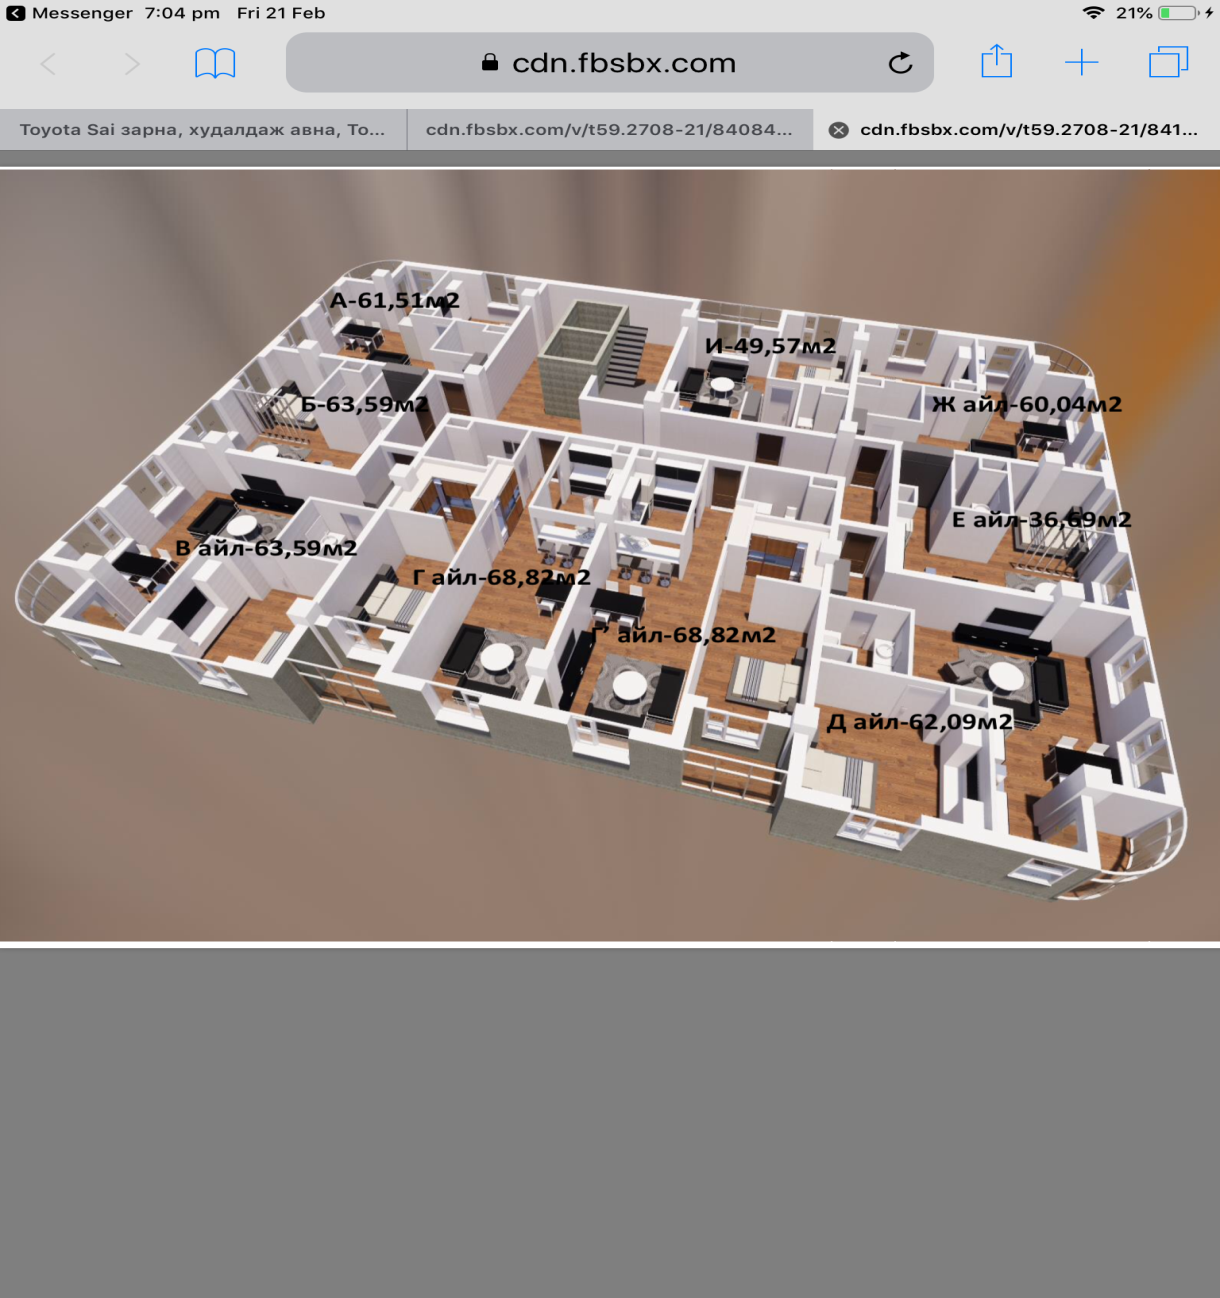 Messenger 7:04 pm Fri 21 Feb 21%
cdn.fbsbx.com
Toyota Sai зарна, худалдаж авна, To... cdn.fbsbx.com/v/t59.2708-21/84084... cdn.fbsbx.com/v/t59.2708-21/841...
А-61,51м2
И-49,57м2
Б-63,59м2
Ж айл-60,04м2
Е айл-36,69м2
В айл-63,59м2
Г айл-68,82м2
Г' айл-68,82м2
Д айл-62,09м2